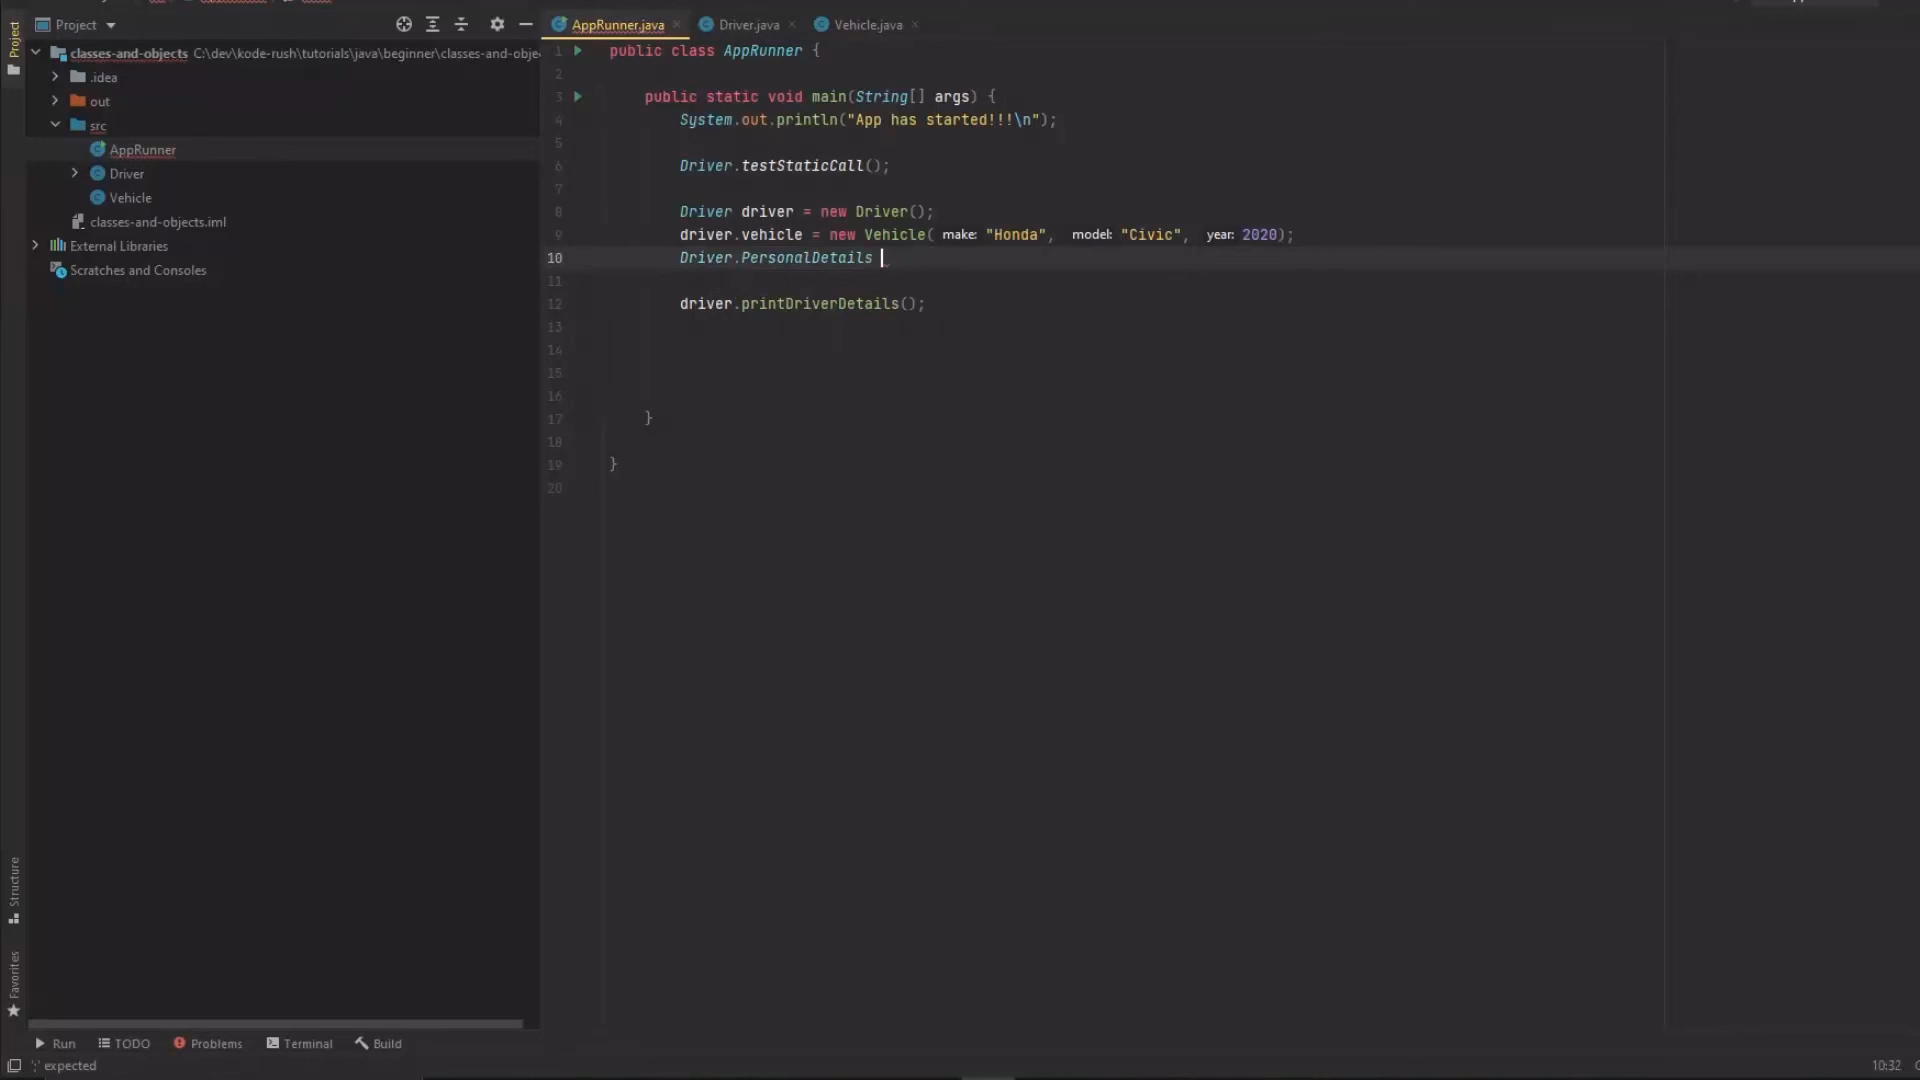 Project
Project
classes-and-objects C:\dev\kode-rush\tutorials\java\beginner\classes-and-obje
.idea
out
src
AppRunner
Driver
Vehicle
classes-and-objects.iml
External Libraries
Scratches and Consoles
AppRunner.java
Driver.java
Vehicle.java
1 public class AppRunner {
2
3 public static void main(String[] args) {
4 System.out.println("App has started!!!\n");
5
6 Driver.testStaticCall();
7
8 Driver driver = new Driver();
9 driver.vehicle = new Vehicle( make: "Honda", model: "Civic", year: 2020);
10 Driver.PersonalDetails
11
12 driver.printDriverDetails();
13
14
15
16
17 }
18
19 }
20
Structure
Favorites
Run
TODO
Problems
Terminal
Build
';' expected
10:32